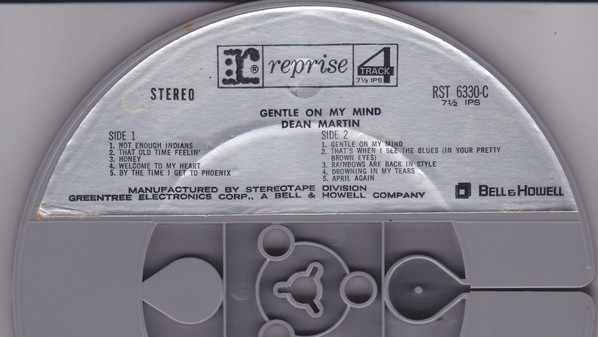 r® reprise 4 TRACK 7½ IPS
STEREO
RST 6330-C
7½ IPS
GENTLE ON MY MIND
DEAN MARTIN
SIDE 1
1. NOT ENOUGH INDIANS
2. THAT OLD TIME FEELIN'
3. HONEY
4. WELCOME TO MY HEART
5. BY THE TIME I GET TO PHOENIX
SIDE 2
1. GENTLE ON MY MIND
2. THAT'S WHEN I SEE THE BLUES (IN YOUR PRETTY
BROWN EYES)
3. RAINBOWS ARE BACK IN STYLE
4. DROWNING IN MY TEARS
5. APRIL AGAIN
MANUFACTURED BY STEREOTAPE DIVISION
GREENTREE ELECTRONICS CORP., A BELL & HOWELL COMPANY
BELL & HOWELL